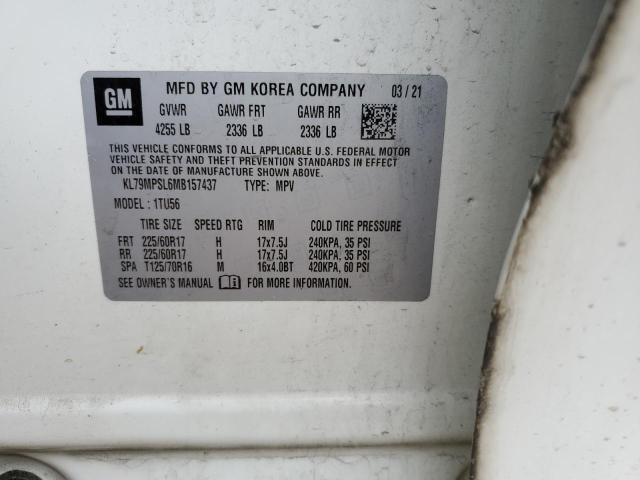 GM
MFD BY GM KOREA COMPANY 03 / 21
GVWR GAWR FRT GAWR RR
4255 LB 2336 LB 2336 LB
THIS VEHICLE CONFORMS TO ALL APPLICABLE U.S. FEDERAL MOTOR
VEHICLE SAFETY AND THEFT PREVENTION STANDARDS IN EFFECT ON
THE DATE OF MANUFACTURE SHOWN ABOVE.
KL79MPSL6MB157437 TYPE: MPV
MODEL: 1TU56
TIRE SIZE SPEED RTG RIM COLD TIRE PRESSURE
FRT 225/60R17 H 17x7.5J 240KPA, 35 PSI
RR 225/60R17 H 17x7.5J 240KPA, 35 PSI
SPA T125/70R16 M 16x4.0BT 420KPA, 60 PSI
SEE OWNER'S MANUAL FOR MORE INFORMATION.